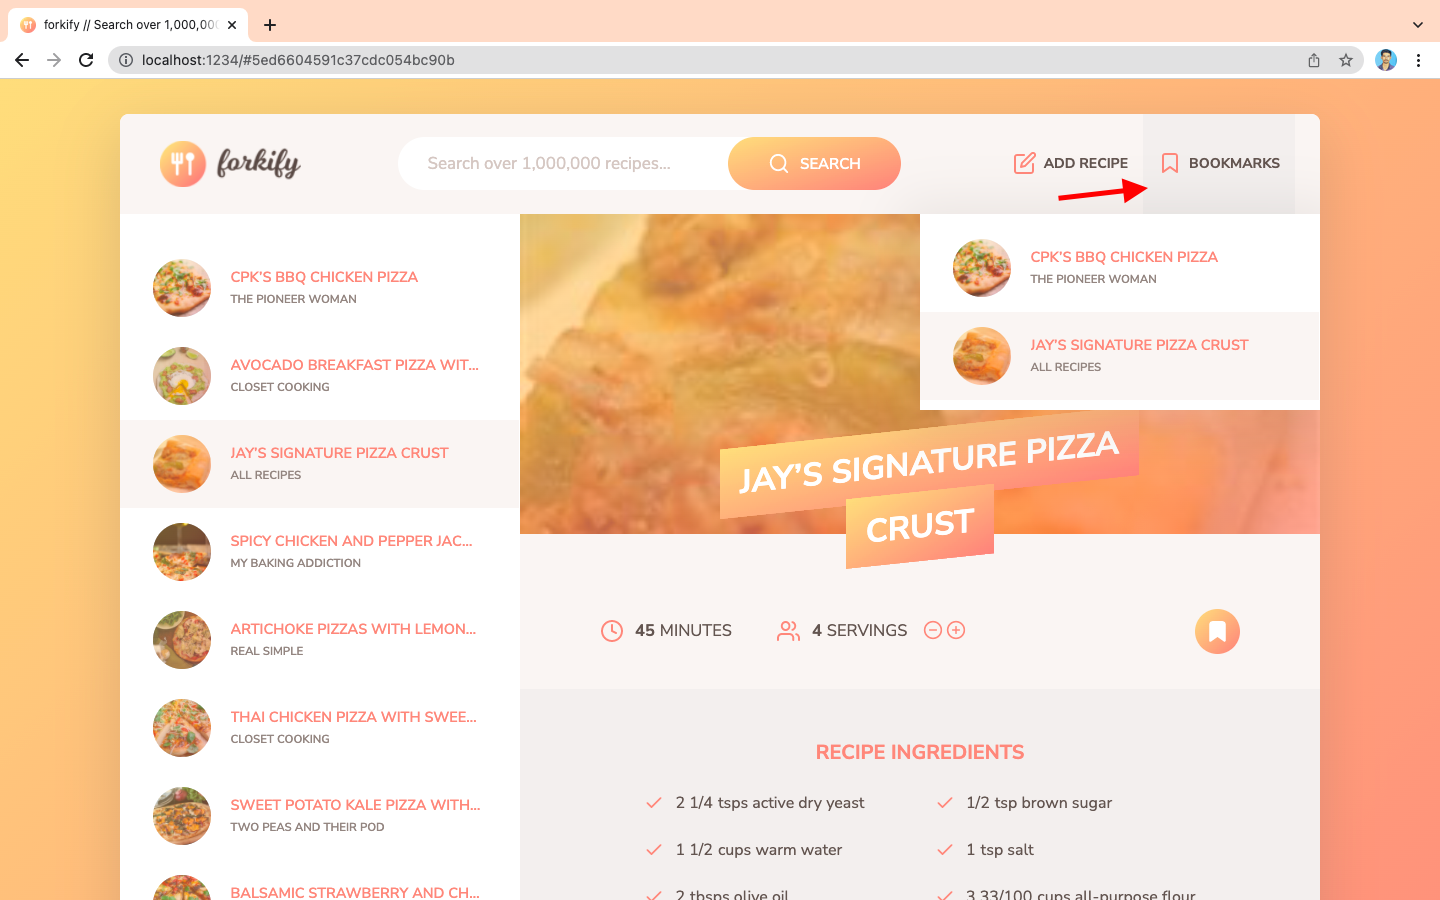 forkify // Search over 1,000,000
localhost:1234/#5ed6604591c37cdc054bc90b
forkify
Search over 1,000,000 recipes...
SEARCH
ADD RECIPE
BOOKMARKS
CPK'S BBQ CHICKEN PIZZA
THE PIONEER WOMAN
AVOCADO BREAKFAST PIZZA WIT...
CLOSET COOKING
JAY'S SIGNATURE PIZZA CRUST
ALL RECIPES
SPICY CHICKEN AND PEPPER JAC...
MY BAKING ADDICTION
ARTICHOKE PIZZAS WITH LEMON...
REAL SIMPLE
THAI CHICKEN PIZZA WITH SWEE...
CLOSET COOKING
SWEET POTATO KALE PIZZA WITH...
TWO PEAS AND THEIR POD
BALSAMIC STRAWBERRY AND CH...
CPK'S BBQ CHICKEN PIZZA
THE PIONEER WOMAN
JAY'S SIGNATURE PIZZA CRUST
ALL RECIPES
JAY'S SIGNATURE PIZZA
CRUST
45 MINUTES
4 SERVINGS
RECIPE INGREDIENTS
2 1/4 tsps active dry yeast
1/2 tsp brown sugar
1 1/2 cups warm water
1 tsp salt
2 tbsps olive oil
3 33/100 cups all-purpose flour